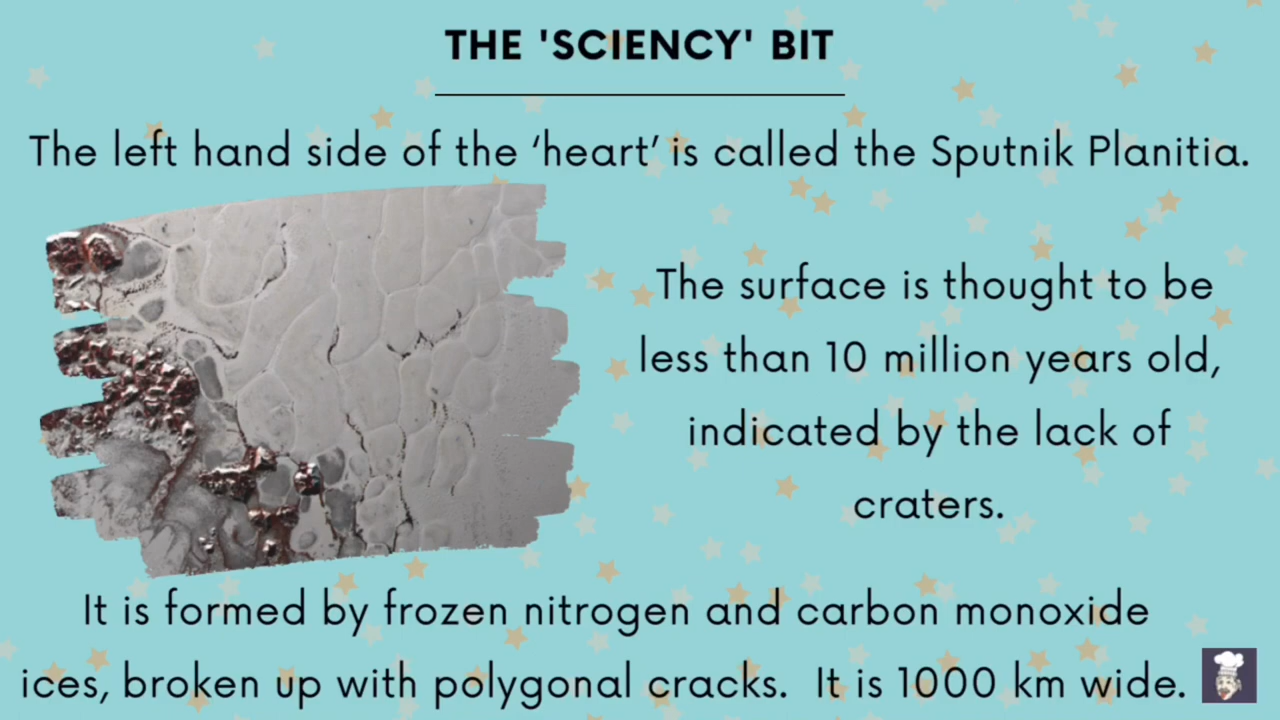 THE 'SCIENCY' BIT
The left hand side of the ‘heart’ is called the Sputnik Planitia.
The surface is thought to be
less than 10 million years old,
indicated by the lack of
craters.
It is formed by frozen nitrogen and carbon monoxide
ices, broken up with polygonal cracks. It is 1000 km wide.